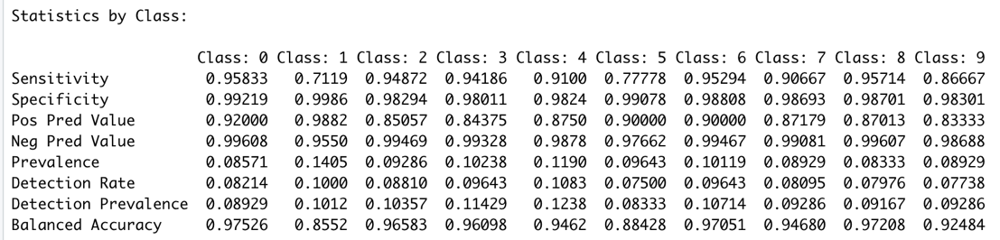 Statistics by Class:
Class: 0 Class: 1 Class: 2 Class: 3 Class: 4 Class: 5 Class: 6 Class: 7 Class: 8 Class: 9
Sensitivity 0.95833 0.7119 0.94872 0.94186 0.9100 0.77778 0.95294 0.90667 0.95714 0.86667
Specificity 0.99219 0.9986 0.98294 0.98011 0.9824 0.99078 0.98808 0.98693 0.98701 0.98301
Pos Pred Value 0.92000 0.9882 0.85057 0.84375 0.8750 0.90000 0.90000 0.87179 0.87013 0.83333
Neg Pred Value 0.99608 0.9550 0.99469 0.99328 0.9878 0.97662 0.99467 0.99081 0.99607 0.98688
Prevalence 0.08571 0.1405 0.09286 0.10238 0.1190 0.09643 0.10119 0.08929 0.08333 0.08929
Detection Rate 0.08214 0.1000 0.08810 0.09643 0.1083 0.07500 0.09643 0.08095 0.07976 0.07738
Detection Prevalence 0.08929 0.1012 0.10357 0.11429 0.1238 0.08333 0.10714 0.09286 0.09167 0.09286
Balanced Accuracy 0.97526 0.8552 0.96583 0.96098 0.9462 0.88428 0.97051 0.94680 0.97208 0.92484